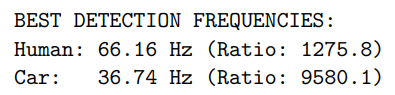 BEST DETECTION FREQUENCIES:
Human: 66.16 Hz (Ratio: 1275.8)
Car: 36.74 Hz (Ratio: 9580.1)